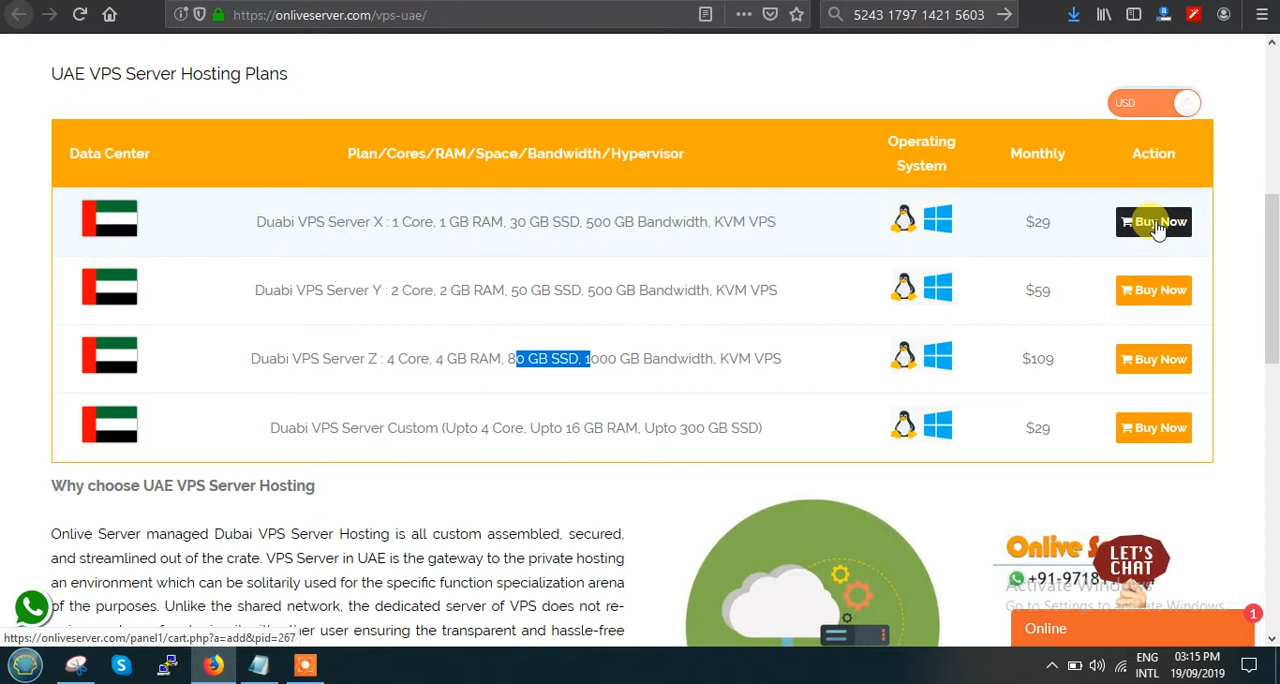 https://onliveserver.com/vps-uae/
5243 1797 1421 5603
UAE VPS Server Hosting Plans
USD
Data Center
Plan/Cores/RAM/Space/Bandwidth/Hypervisor
Operating System
Monthly
Action
Duabi VPS Server X : 1 Core, 1 GB RAM, 30 GB SSD, 500 GB Bandwidth, KVM VPS
$29
Buy Now
Duabi VPS Server Y : 2 Core, 2 GB RAM, 50 GB SSD, 500 GB Bandwidth, KVM VPS
$59
Buy Now
Duabi VPS Server Z : 4 Core, 4 GB RAM, 80 GB SSD, 1000 GB Bandwidth, KVM VPS
$109
Buy Now
Duabi VPS Server Custom (Upto 4 Core, Upto 16 GB RAM, Upto 300 GB SSD)
$29
Buy Now
Why choose UAE VPS Server Hosting
Onlive Server managed Dubai VPS Server Hosting is all custom assembled, secured,
and streamlined out of the crate. VPS Server in UAE is the gateway to the private hosting
an environment which can be solitarily used for the specific function specialization arena
of the purposes. Unlike the shared network, the dedicated server of VPS does not re-
user ensuring the transparent and hassle-free
Onlive
LET'S
CHAT
+91-9718
Activate Windows
Go to Settings to activate Windows.
Online
1
https://onliveserver.com/panel1/cart.php?a=add&pid=267
ENG
INTL
03:15 PM
19/09/2019